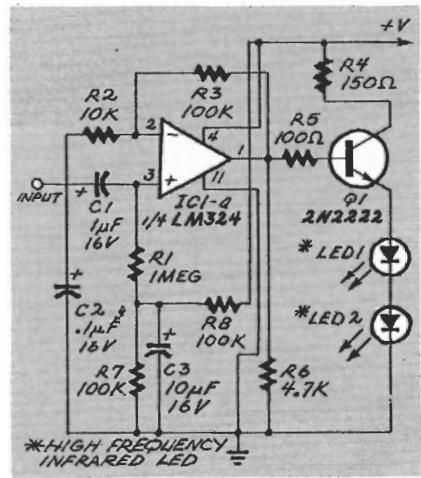 +V
R4
150Ω
R3
100K
R2
10K
R5
100Ω
2
4
1
3
11
INPUT
C1
1µF
16V
IC1-a
1/4 LM324
Q1
2N2222
R1
1MEG
*LED1
C2
.1µF
R8
100K
*LED2
R7
100K
C3
10µF
16V
R6
4.7K
*HIGH FREQUENCY
INFRARED LED